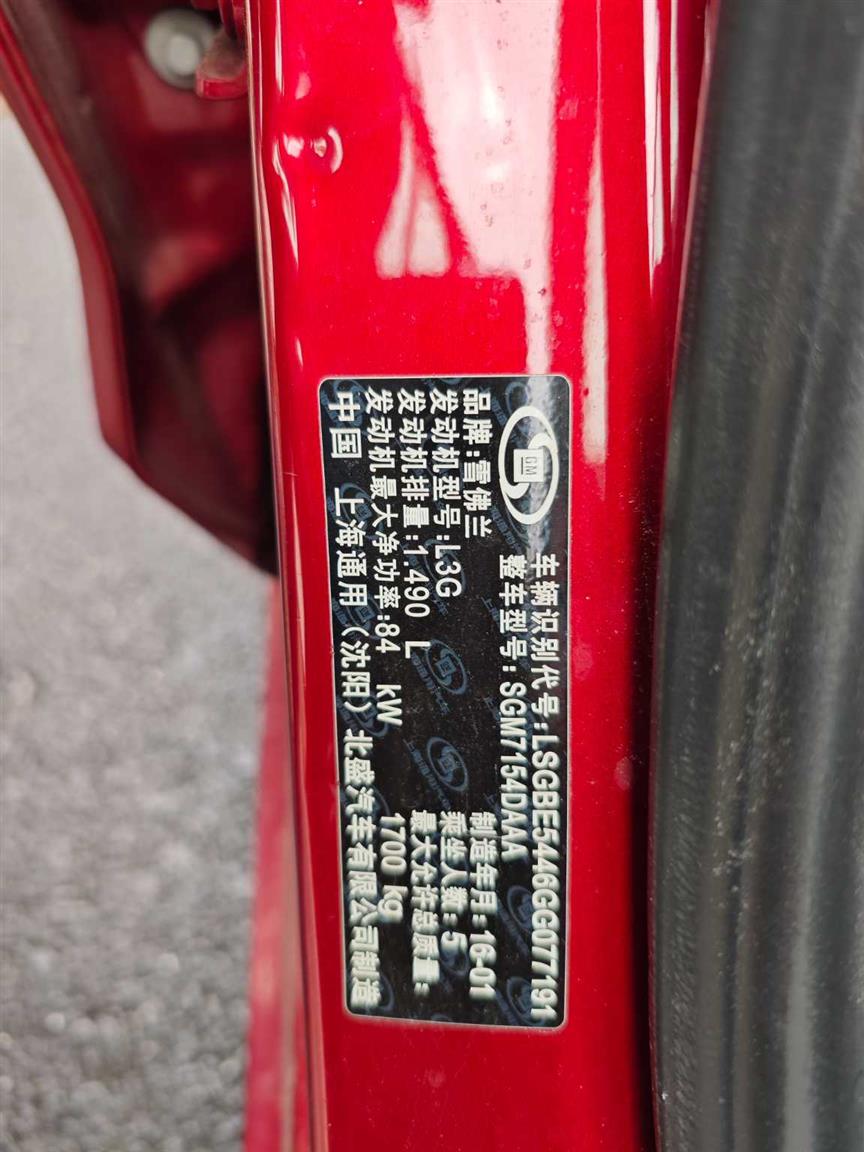 GM
车辆识别代号:LSGBE5446GG077191
整车型号:SGM7154DAAA
品牌:雪佛兰
制造年月:16-01
发动机型号:L3G
乘坐人数:5
发动机排量:1.490 L
最大允许总质量:
发动机最大净功率:84 kW
1700 kg
中国 上海通用(沈阳)北盛汽车有限公司制造